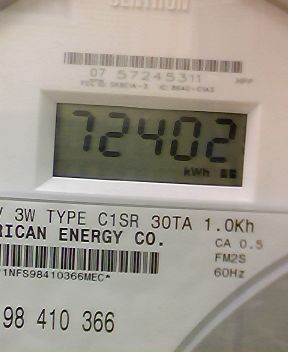 CENTRON
07 57245311
72402
kWh
V 3W TYPE C1SR 30TA 1.0Kh
RICAN ENERGY CO.
CA 0.5
FM2S
60Hz
1NFS98410366MEC*
98 410 366